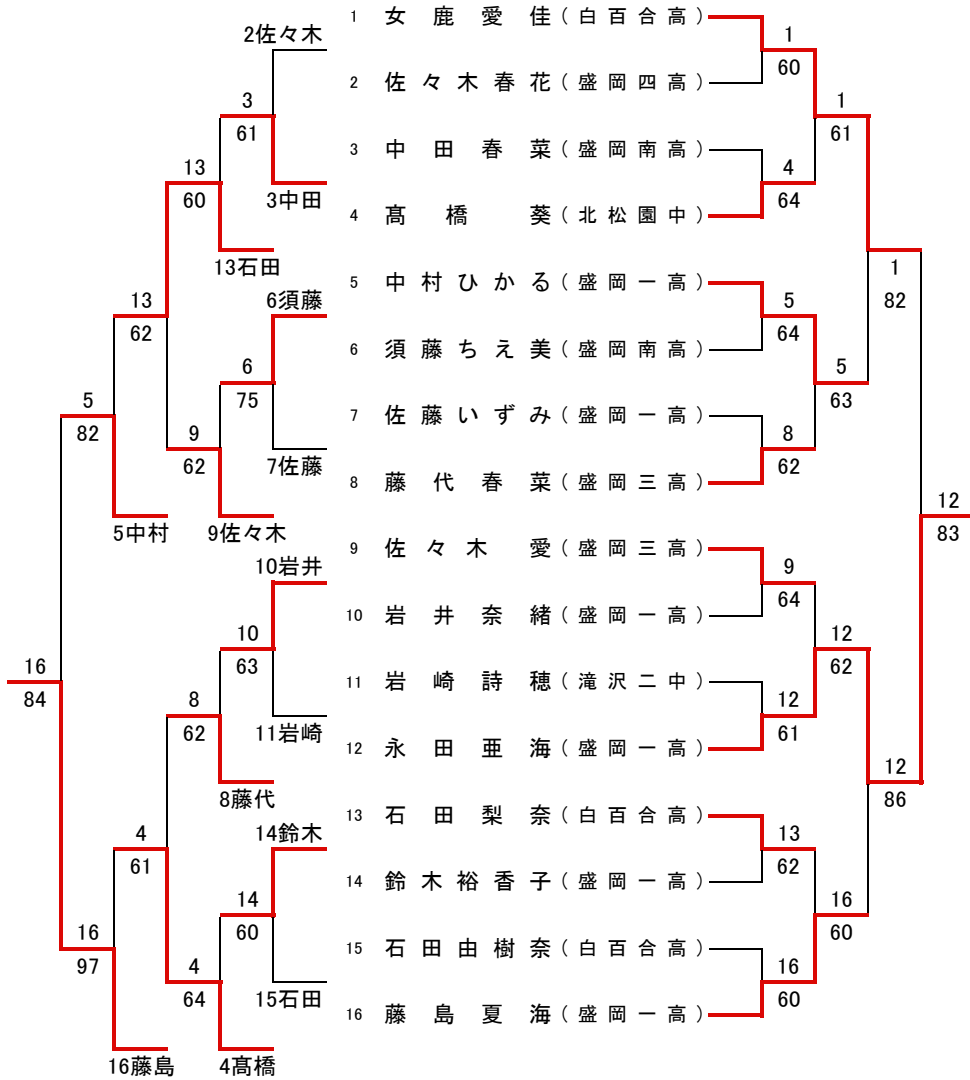 1 女鹿愛佳(白百合高)
2 佐々木春花(盛岡四高)
3 中田春菜(盛岡南高)
4 髙橋葵(北松園中)
5 中村ひかる(盛岡一高)
6 須藤ちえ美(盛岡南高)
7 佐藤いずみ(盛岡一高)
8 藤代春菜(盛岡三高)
9 佐々木愛(盛岡三高)
10 岩井奈緒(盛岡一高)
11 岩崎詩穂(滝沢二中)
12 永田亜海(盛岡一高)
13 石田梨奈(白百合高)
14 鈴木裕香子(盛岡一高)
15 石田由樹奈(白百合高)
16 藤島夏海(盛岡一高)
1
60
4
64
5
64
8
62
9
64
12
61
13
62
16
60
1
61
5
63
12
62
16
60
1
82
12
86
12
83
2佐々木
3
61
3中田
13
60
13石田
6須藤
13
62
6
75
7佐藤
9
62
9佐々木
5
82
5中村
10岩井
10
63
11岩崎
8
62
8藤代
14鈴木
4
61
14
60
15石田
4
64
4髙橋
16
97
16藤島
16
84